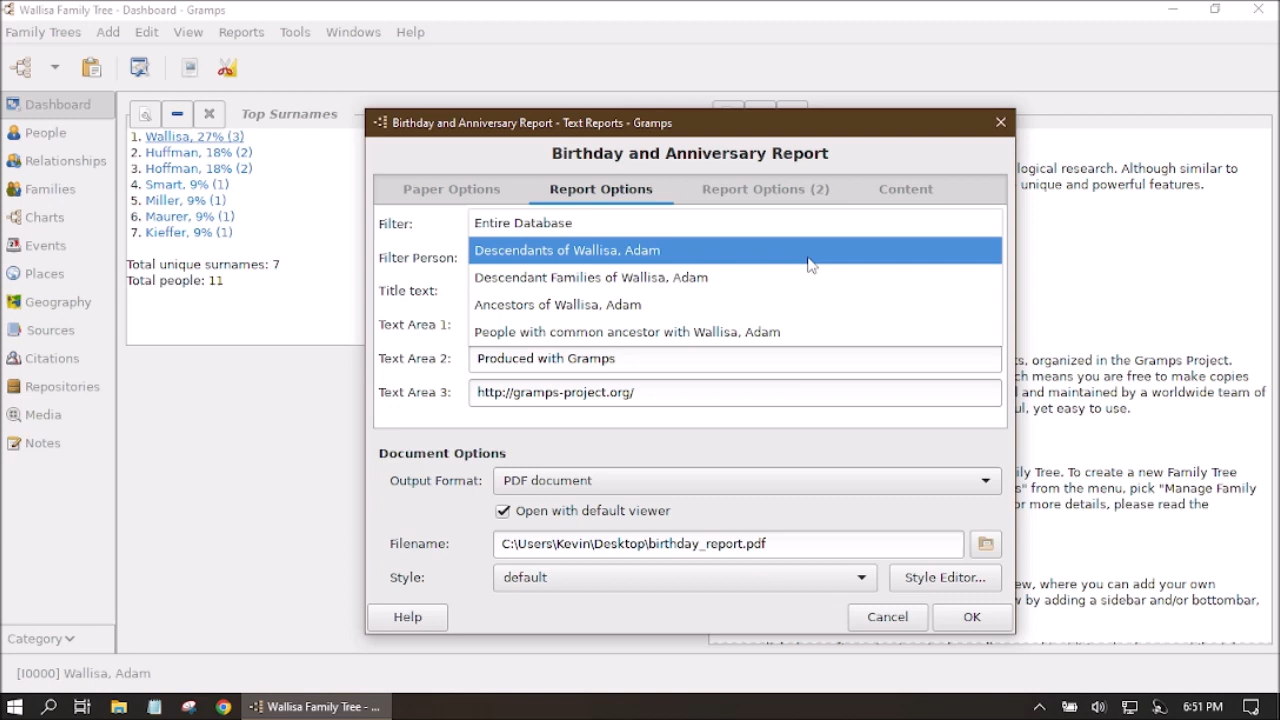 Wallisa Family Tree - Dashboard - Gramps
Family Trees Add Edit View Reports Tools Windows Help
Dashboard
People
Relationships
Families
Charts
Events
Places
Geography
Sources
Citations
Repositories
Media
Notes
Category
Top Surnames
1. Wallisa, 27% (3)
2. Huffman, 18% (2)
3. Hoffman, 18% (2)
4. Smart, 9% (1)
5. Miller, 9% (1)
6. Maurer, 9% (1)
7. Kieffer, 9% (1)
Total unique surnames: 7
Total people: 11
Birthday and Anniversary Report - Text Reports - Gramps
Birthday and Anniversary Report
Paper Options Report Options Report Options (2) Content
Filter: Entire Database
Descendants of Wallisa, Adam
Filter Person:
Descendant Families of Wallisa, Adam
Title text:
Ancestors of Wallisa, Adam
Text Area 1:
People with common ancestor with Wallisa, Adam
Text Area 2: Produced with Gramps
Text Area 3: http://gramps-project.org/
Document Options
Output Format: PDF document
Open with default viewer
Filename: C:\Users\Kevin\Desktop\birthday_report.pdf
Style: default Style Editor...
Help Cancel OK
ological research. Although similar to
unique and powerful features.
ts, organized in the Gramps Project.
ch means you are free to make copies
d and maintained by a worldwide team of
ul, yet easy to use.
ily Tree. To create a new Family Tree
s" from the menu, pick "Manage Family
or more details, please read the
ew, where you can add your own
w by adding a sidebar and/or bottombar,
[I0000] Wallisa, Adam
Wallisa Family Tree - ...
6:51 PM